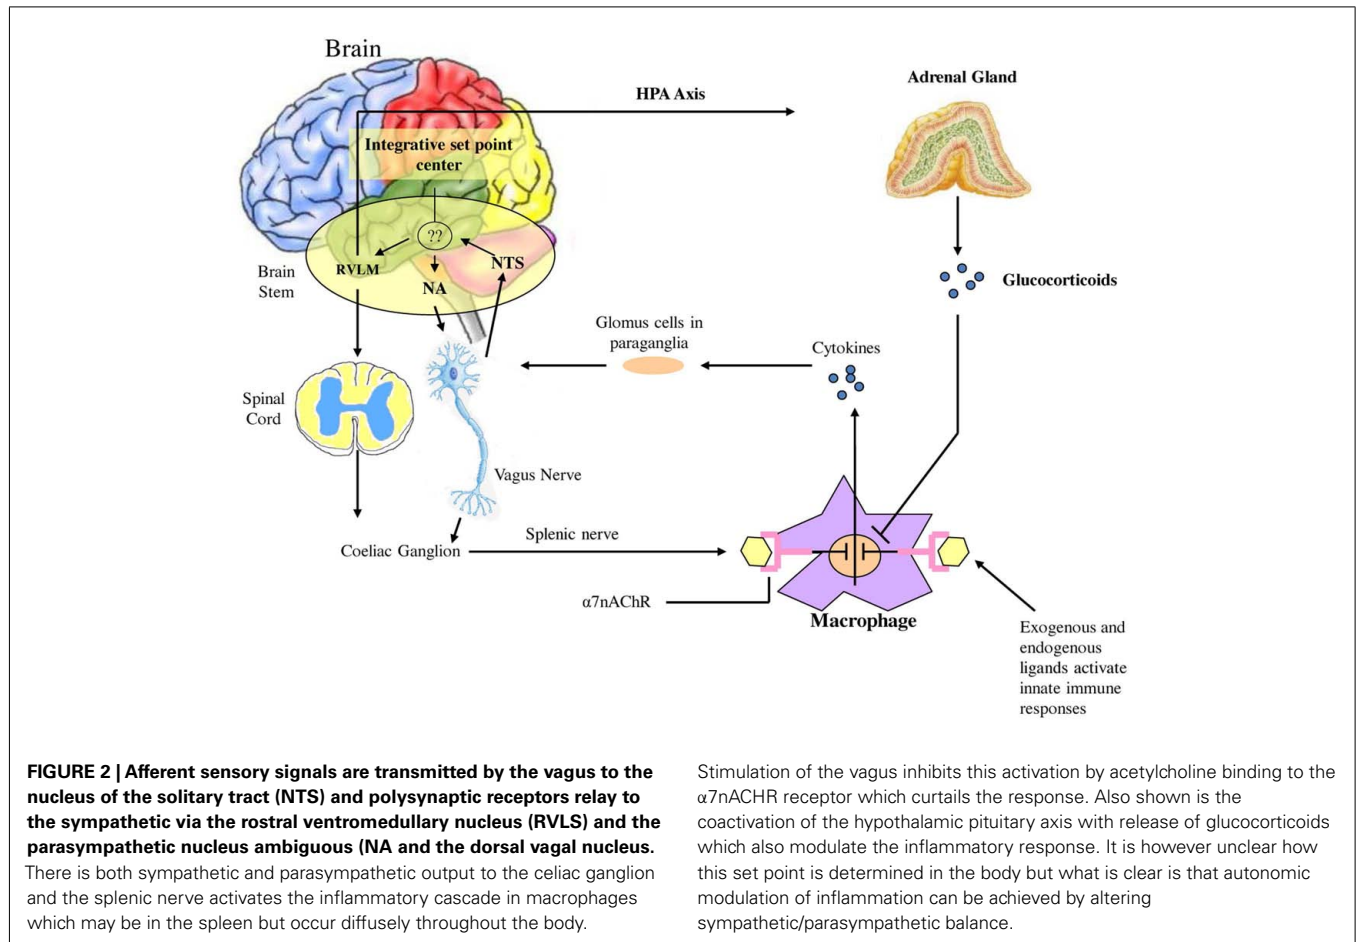 Brain
Adrenal Gland
HPA Axis
Integrative set point
center
??
RVLM
NTS
NA
Brain
Stem
Glucocorticoids
Glomus cells in
paraganglia
Cytokines
Spinal
Cord
Vagus Nerve
Coeliac Ganglion
Splenic nerve
α7nAChR
Macrophage
Exogenous and
endogenous
ligands activate
innate immune
responses
FIGURE 2 | Afferent sensory signals are transmitted by the vagus to the
nucleus of the solitary tract (NTS) and polysynaptic receptors relay to
the sympathetic via the rostral ventromedullary nucleus (RVLS) and the
parasympathetic nucleus ambiguous (NA and the dorsal vagal nucleus.
There is both sympathetic and parasympathetic output to the celiac ganglion
and the splenic nerve activates the inflammatory cascade in macrophages
which may be in the spleen but occur diffusely throughout the body.
Stimulation of the vagus inhibits this activation by acetylcholine binding to the
α7nACHR receptor which curtails the response. Also shown is the
coactivation of the hypothalamic pituitary axis with release of glucocorticoids
which also modulate the inflammatory response. It is however unclear how
this set point is determined in the body but what is clear is that autonomic
modulation of inflammation can be achieved by altering
sympathetic/parasympathetic balance.